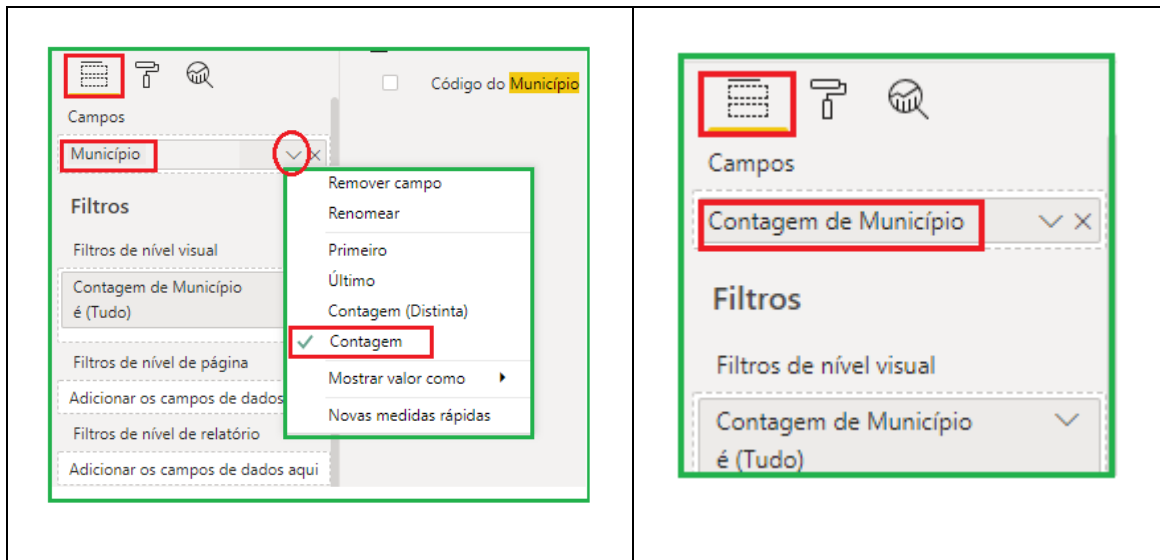 Código do Município
Campos
Município
Filtros
Filtros de nível visual
Contagem de Município
é (Tudo)
Filtros de nível de página
Adicionar os campos de dados
Filtros de nível de relatório
Adicionar os campos de dados aqui
Remover campo
Renomear
Primeiro
Último
Contagem (Distinta)
Contagem
Mostrar valor como
Novas medidas rápidas
Campos
Contagem de Município
Filtros
Filtros de nível visual
Contagem de Município
é (Tudo)